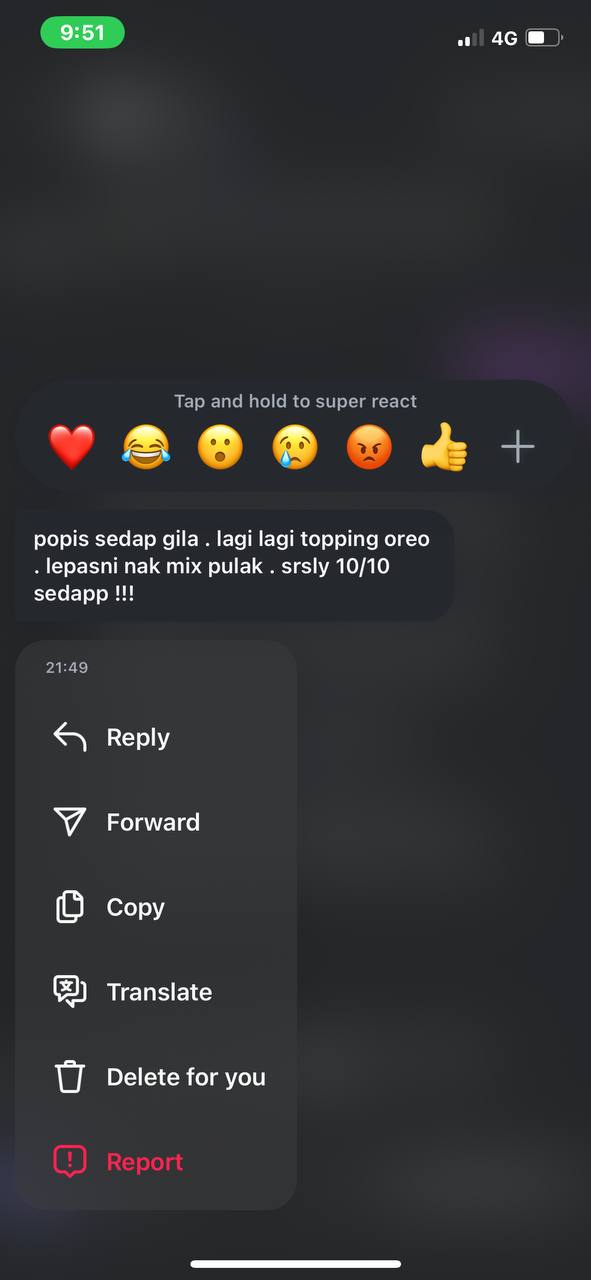 9:51
4G
Tap and hold to super react
popis sedap gila . lagi lagi topping oreo
. lepasni nak mix pulak . srsly 10/10
sedapp !!!
21:49
Reply
Forward
Copy
Translate
Delete for you
Report